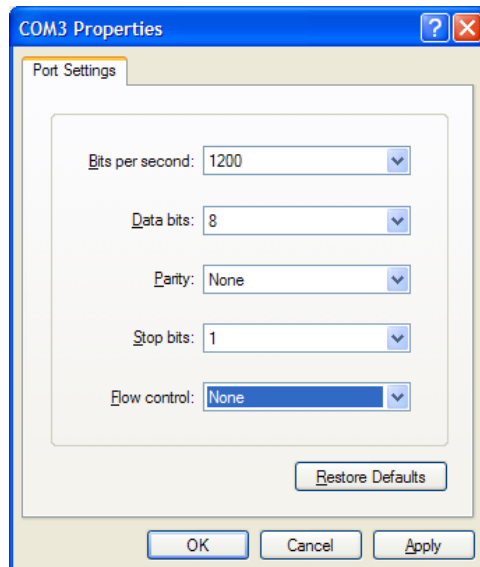 COM3 Properties
Port Settings
Bits per second: 1200
Data bits: 8
Parity: None
Stop bits: 1
Flow control: None
Restore Defaults
OK Cancel Apply